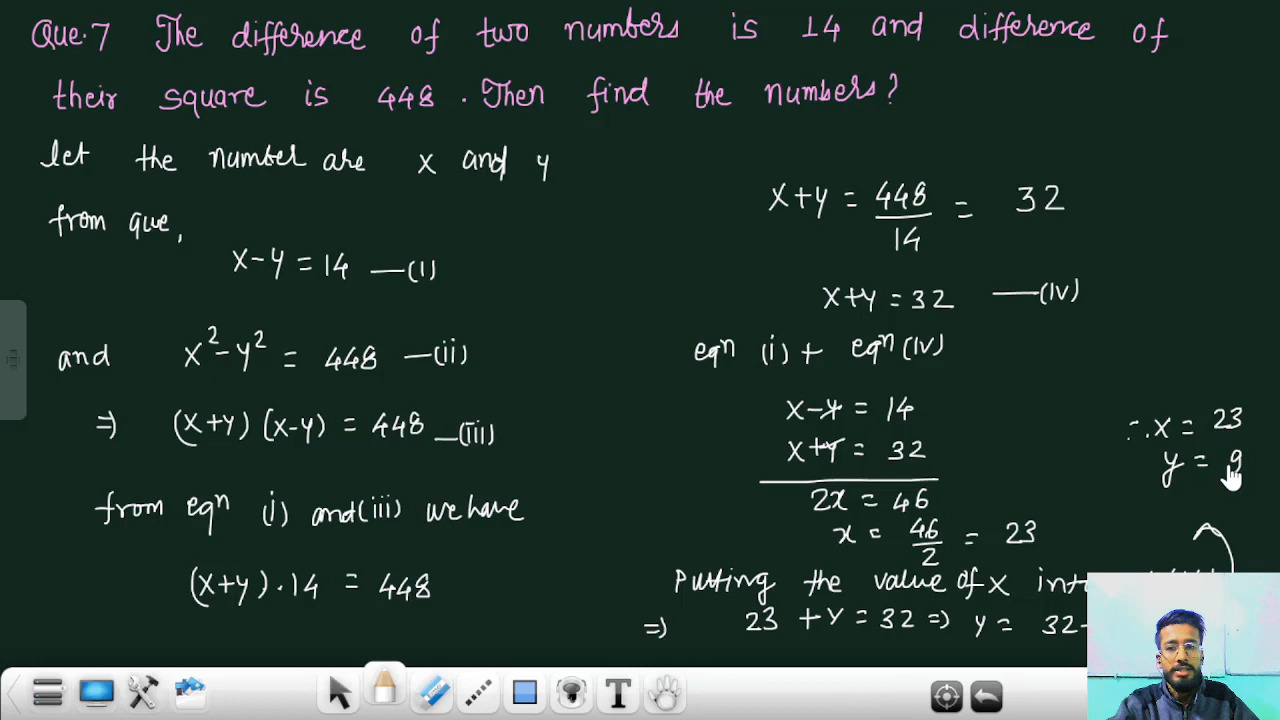 Que.7 The difference of two numbers is 14 and difference of
their square is 448. Then find the numbers?
let the number are x and y
from que,
x-y = 14 —(i)
and x²-y² = 448 —(ii)
=) (x+y) (x-y) = 448 —(iii)
from eqn (i) and (iii) we have
(x+y)·14 = 448
x+y = 448/14 = 32
x+y = 32 —(iv)
eqn (i) + eqn (iv)
x-y = 14
x+y = 32
2x = 46
x = 46/2 = 23
Putting the value of x
=) 23 + y = 32 =) y = 32-
∴ x = 23
y = 9
T